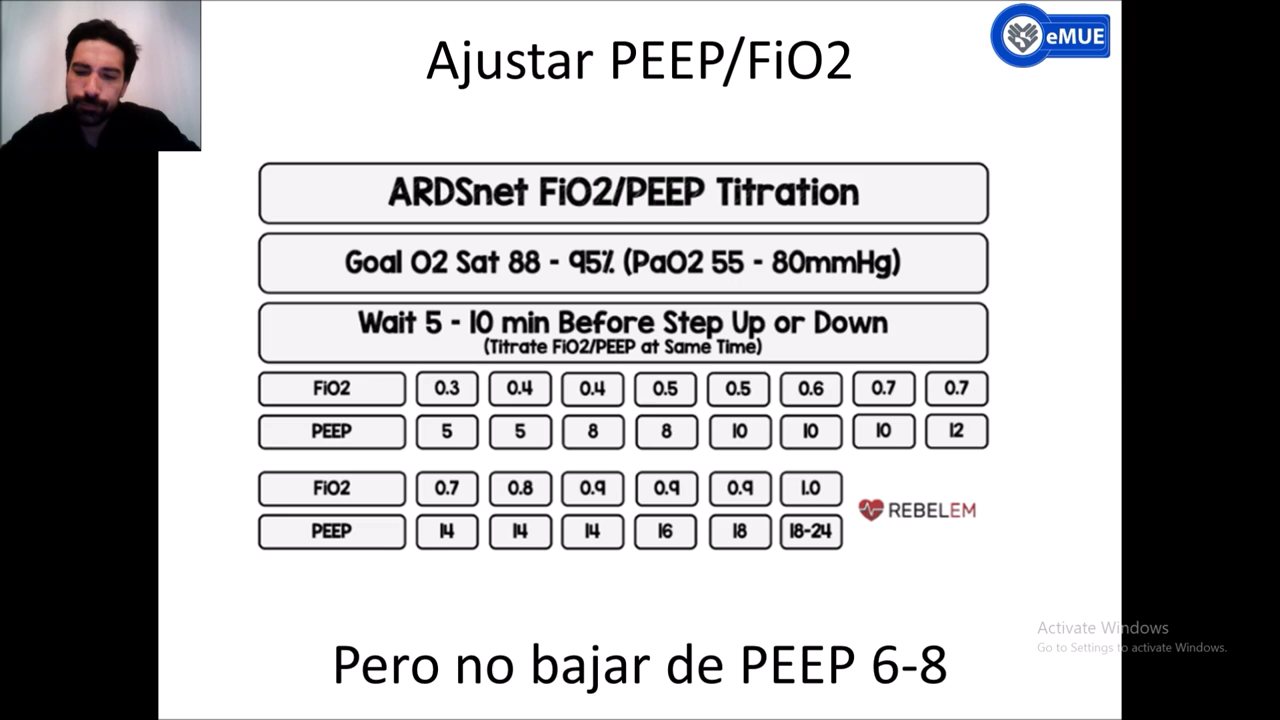 eMUE
Ajustar PEEP/FiO2
ARDSnet FiO2/PEEP Titration
Goal O2 Sat 88 - 95% (PaO2 55 - 80mmHg)
Wait 5 - 10 min Before Step Up or Down
(Titrate FiO2/PEEP at Same Time)
FiO2 0.3 0.4 0.4 0.5 0.5 0.6 0.7 0.7
PEEP 5 5 8 8 10 10 10 12
FiO2 0.7 0.8 0.9 0.9 0.9 1.0
PEEP 14 14 14 16 18 18-24
REBELEM
Pero no bajar de PEEP 6-8
Activate Windows
Go to Settings to activate Windows.